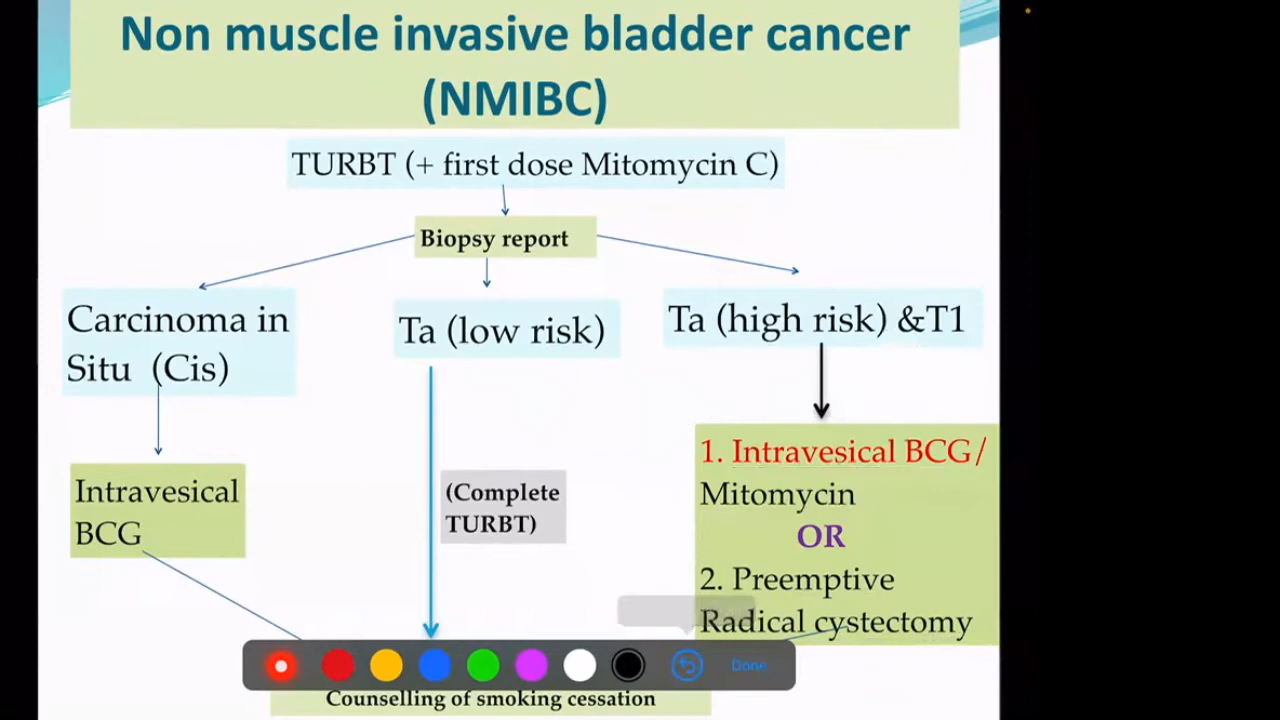 Non muscle invasive bladder cancer
(NMIBC)
TURBT (+ first dose Mitomycin C)
Biopsy report
Carcinoma in
Situ (Cis)
Ta (low risk)
Ta (high risk) &T1
Intravesical
BCG
(Complete
TURBT)
1. Intravesical BCG/
Mitomycin
OR
2. Preemptive
Radical cystectomy
Done
Counselling of smoking cessation